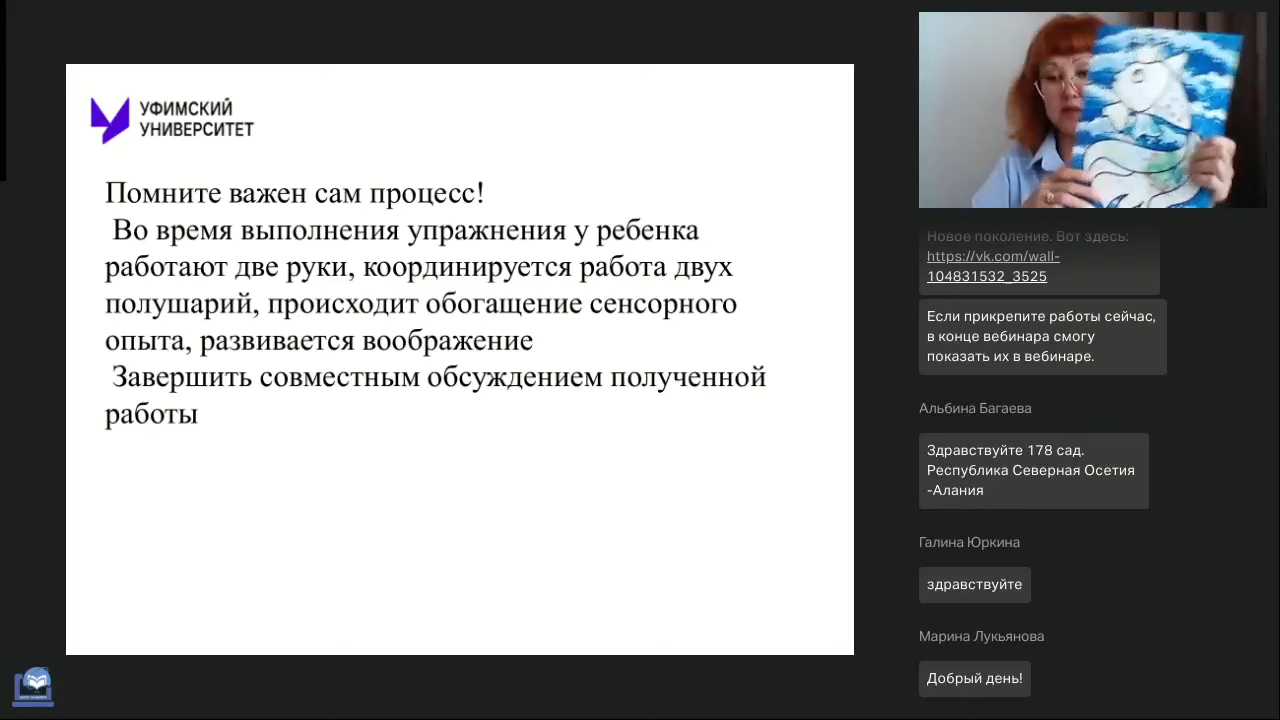 УФИМСКИЙ
УНИВЕРСИТЕТ
Помните важен сам процесс!
Во время выполнения упражнения у ребенка
работают две руки, координируется работа двух
полушарий, происходит обогащение сенсорного
опыта, развивается воображение
Завершить совместным обсуждением полученной
работы
Новое поколение. Вот здесь:
https://vk.com/wall-
104831532_3525
Если прикрепите работы сейчас,
в конце вебинара смогу
показать их в вебинаре.
Альбина Багаева
Здравствуйте 178 сад.
Республика Северная Осетия
-Алания
Галина Юркина
здравствуйте
Марина Лукьянова
Добрый день!